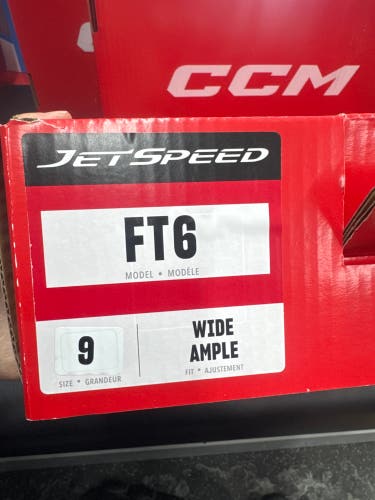 CCM
JETSPEED
FT6
MODEL • MODÈLE
9
SIZE • GRANDEUR
WIDE
AMPLE
FIT • AJUSTEMENT